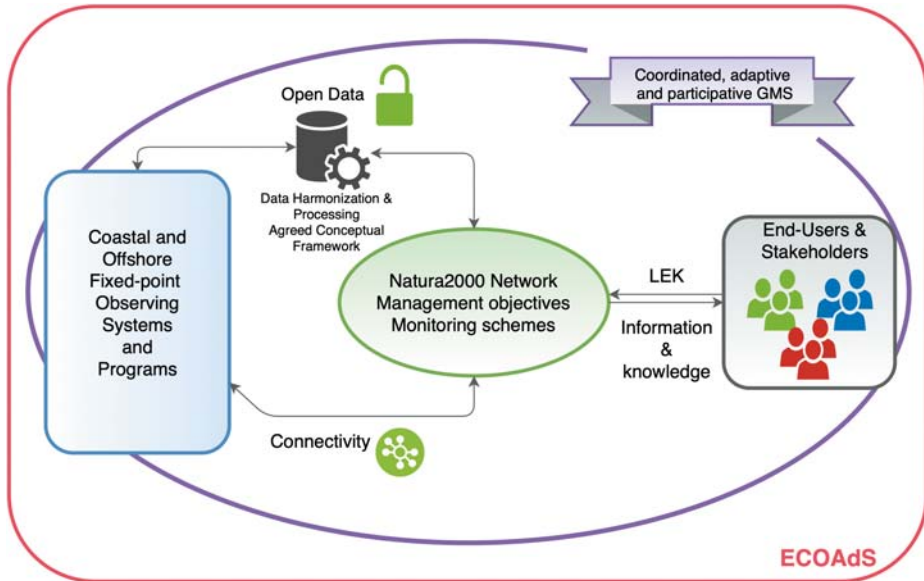 Coordinated, adaptive
and participative GMS
Open Data
Data Harmonization &
Processing
Agreed Conceptual
Framework
Coastal and
Offshore
Fixed-point
Observing
Systems
and
Programs
Natura2000 Network
Management objectives
Monitoring schemes
LEK
Information
&
knowledge
End-Users &
Stakeholders
Connectivity
ECOAdS